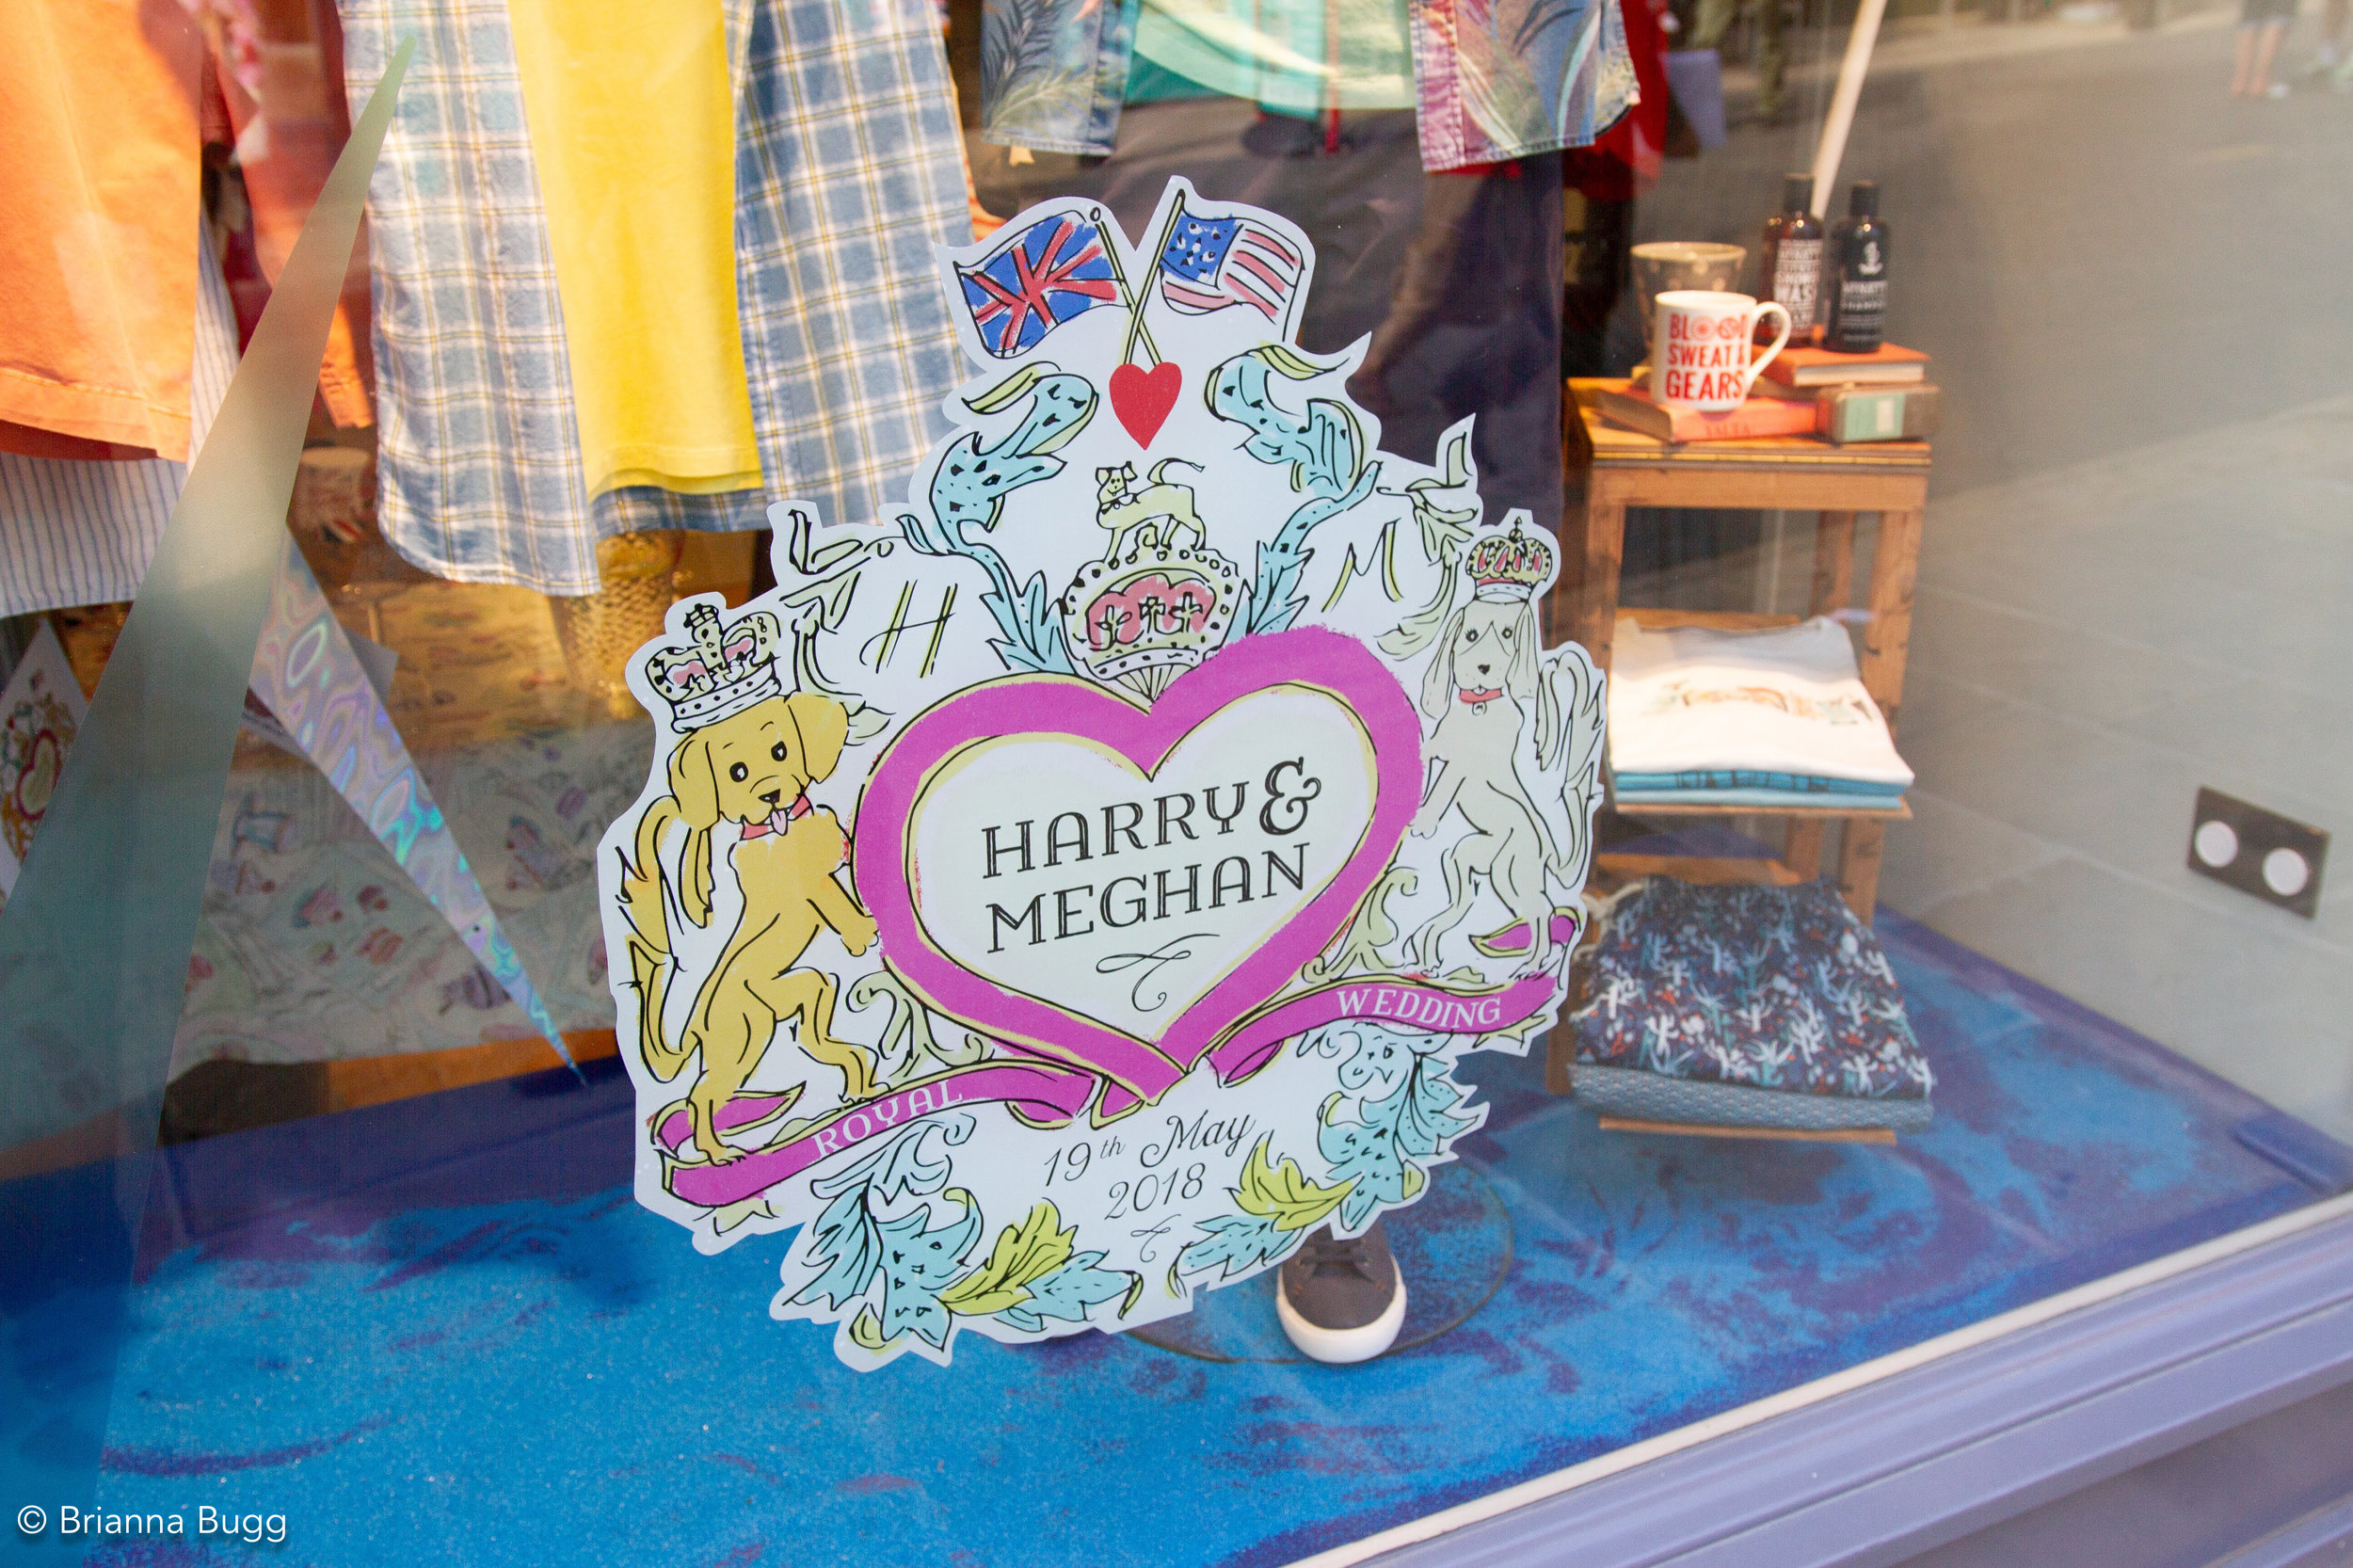 H
M
HARRY &
MEGHAN
ROYAL
WEDDING
19th May
2018
BLOOD
SWEAT &
GEARS
© Brianna Bugg